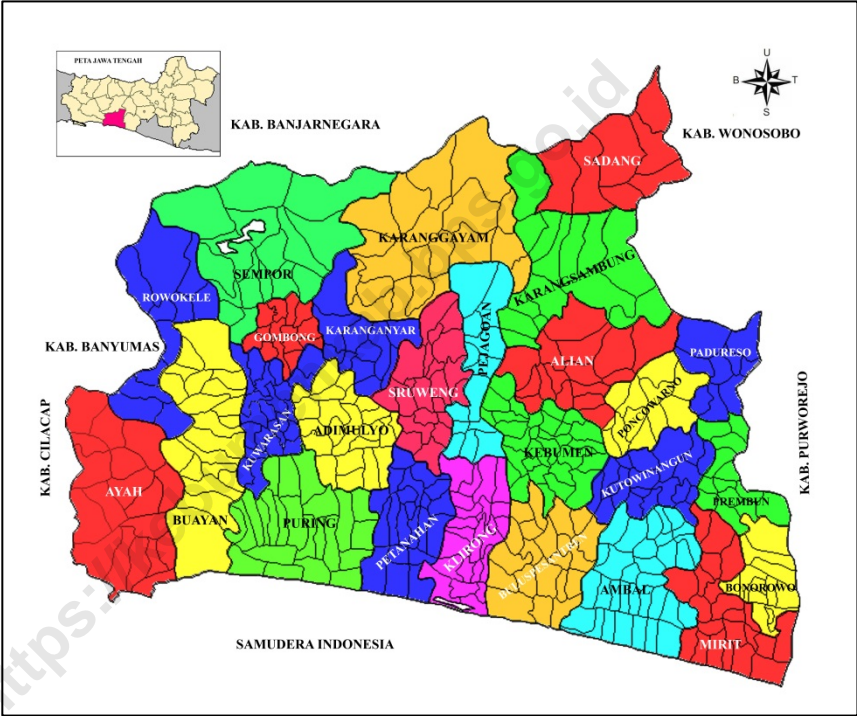 PETA JAWA TENGAH
U
B T
S
KAB. BANJARNEGARA
KAB. WONOSOBO
SADANG
KARANGGAYAM
SEMPOR
KARANGSAMBUNG
ROWOKELE
GOMBONG
KARANGANYAR
PEJAGOAN
KAB. BANYUMAS
ALIAN
PADURESO
SRUWENG
PONCOWARNO
KAB. CILACAP
KUWARASAN
ADIMULYO
KEBUMEN
KUTOWINANGUN
KAB. PURWOREJO
AYAH
BUAYAN
PURING
PETANAHAN
KLIRONG
PREMBUN
AMBAL
BONOROWO
MIRIT
SAMUDERA INDONESIA